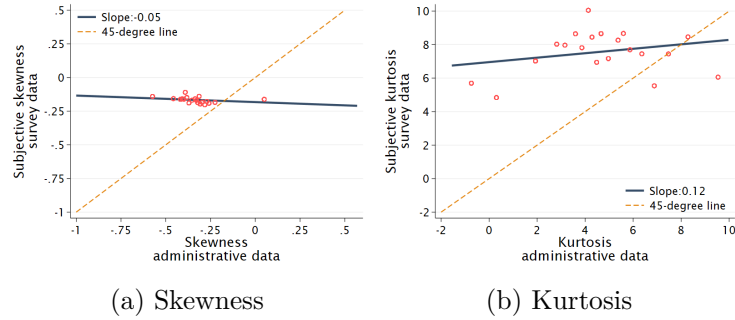 .5
.25
0
-.25
-.5
-.75
-1
Subjective skewness
survey data
Slope:-0.05
45-degree line
-1
-.75
-.5
-.25
0
.25
.5
Skewness
administrative data
(a) Skewness
10
8
6
4
2
0
-2
Subjective kurtosis
survey data
Slope:0.12
45-degree line
-2
0
2
4
6
8
10
Kurtosis
administrative data
(b) Kurtosis